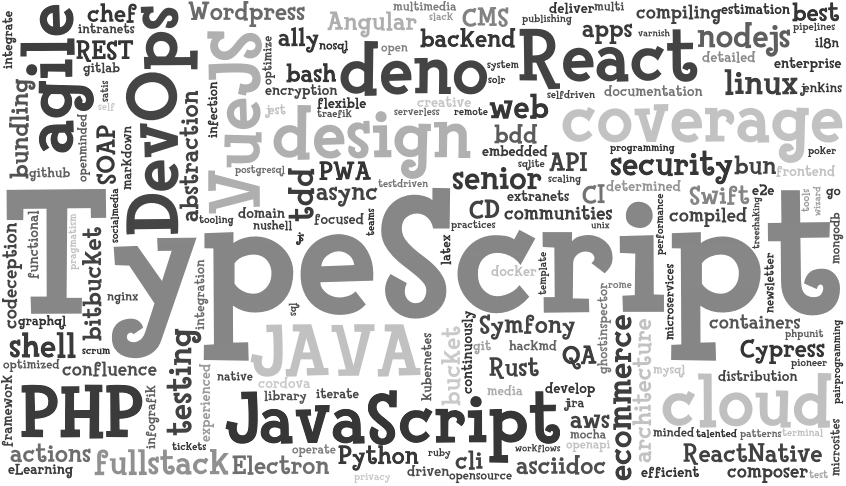 integrate
agile
chef
intranets
REST
gitlab
satis
self
DevOps
Wordpress
VueJS
optimize
ally
nosql
Angular
multimedia
slack
CMS
publishing
deliver
multi
compiling
estimation
best
pipelines
apps
varnish
nodejs
il8n
detailed
enterprise
backend
open
React
system
solr
deno
bash
encryption
linux
jenkins
documentation
selfdriven
bundling
github
openminded
SOAP
markdown
abstraction
infection
jest
flexible
traefik
creative
serverless
remote
web
coverage
design
bdd
embedded
sqlite
programming
poker
API
scaling
security
bun
frontend
postgresql
PWA
async
testdriven
senior
extranets
CI
determined
Swift
e2e
tools
wizard
go
mongodb
tdd
tooling
domain
nushell
js
focused
teams
CD
communities
practices
unix
performance
compiled
treeshaking
socialmedia
TypeScript
codeception
functional
pragmatism
bitbucket
latex
docker
template
rome
ghostinspector
microservices
newsletter
nginx
integration
sql
graphql
shell
scrum
optimized
confluence
testing
JAVA
cordova
native
kubernetes
bucket
continuously
Symfony
git
hackmd
Rust
QA
media
develop
ecommerce
architecture
containers
phpunit
Cypress
pioneer
mysql
distribution
pairprogramming
framework
PHP
infografik
experienced
tickets
library
iterate
JavaScript
jira
aws
mocha
openapi
workflows
cloud
minded
talented
patterns
terminal
microsites
actions
eLearning
fullstack
Electron
operate
Python
ruby
privacy
driven
cli
opensource
asciidoc
ReactNative
efficient
composer
test